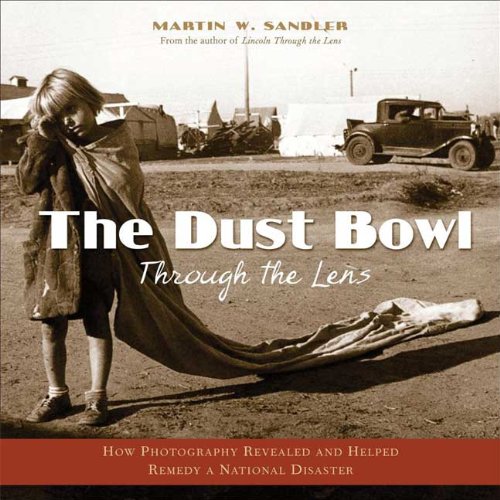 MARTIN W. SANDLER
From the author of Lincoln Through the Lens
The Dust Bowl
Through the Lens
HOW PHOTOGRAPHY REVEALED AND HELPED
REMEDY A NATIONAL DISASTER